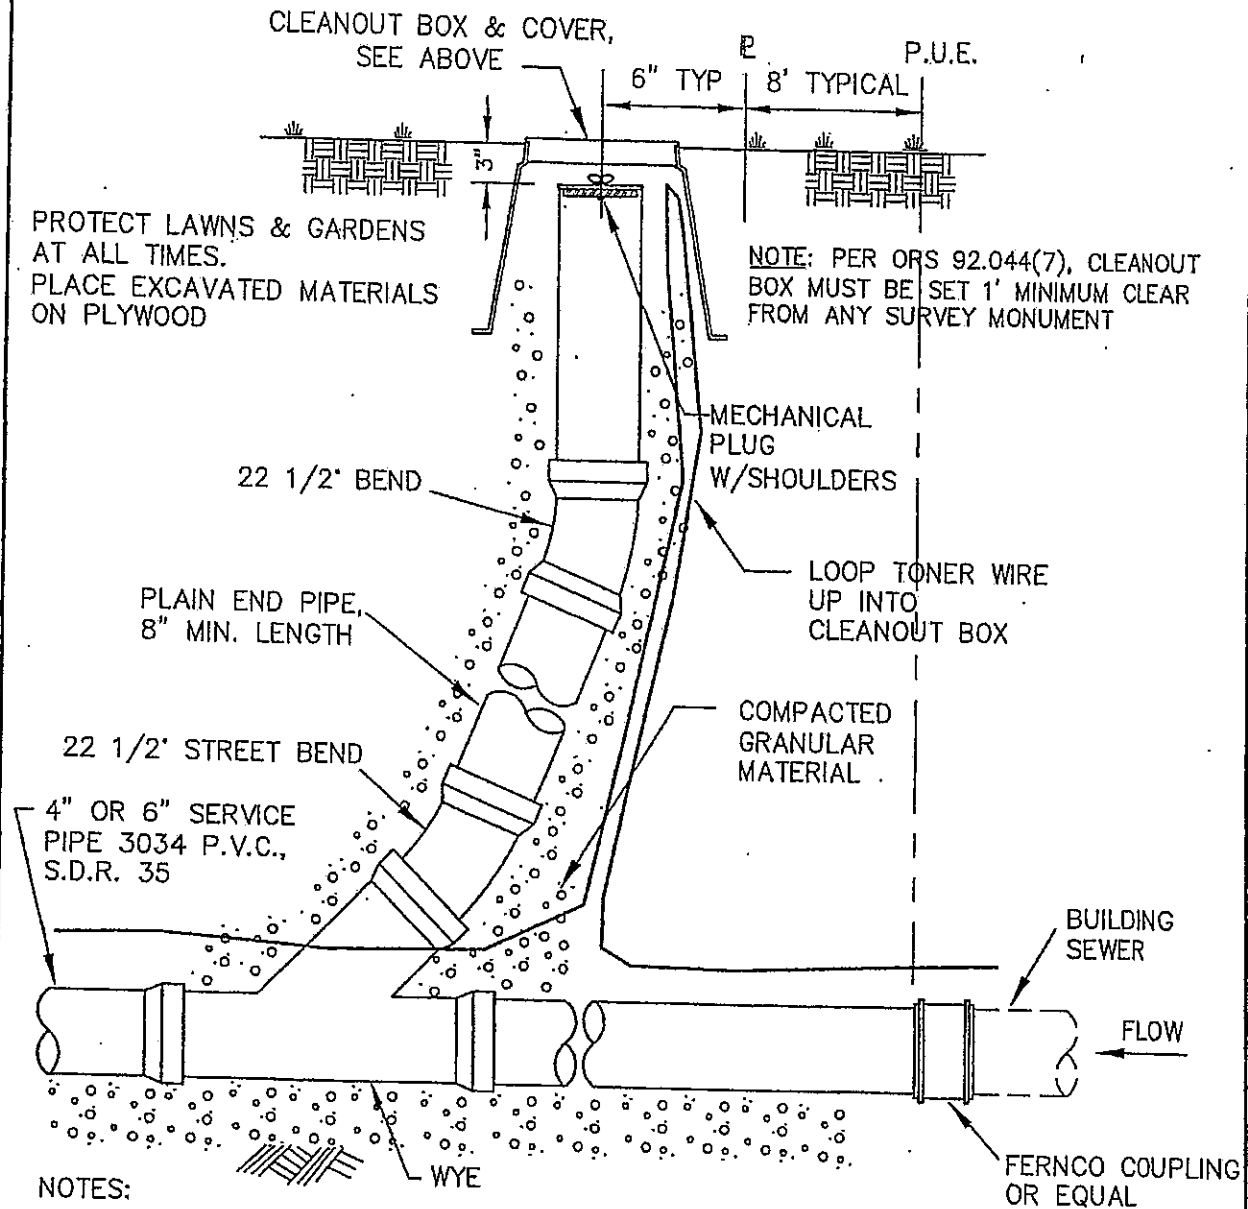 CLEANOUT BOX & COVER,
SEE ABOVE
6" TYP
℄
8' TYPICAL
P.U.E.
3"
PROTECT LAWNS & GARDENS
AT ALL TIMES.
PLACE EXCAVATED MATERIALS
ON PLYWOOD
NOTE: PER ORS 92.044(7), CLEANOUT
BOX MUST BE SET 1' MINIMUM CLEAR
FROM ANY SURVEY MONUMENT
MECHANICAL
PLUG
W/SHOULDERS
22 1/2° BEND
LOOP TONER WIRE
UP INTO
CLEANOUT BOX
PLAIN END PIPE,
8" MIN. LENGTH
COMPACTED
GRANULAR
MATERIAL
22 1/2° STREET BEND
4" OR 6" SERVICE
PIPE 3034 P.V.C.,
S.D.R. 35
BUILDING
SEWER
FLOW
WYE
FERNCO COUPLING
OR EQUAL
NOTES: